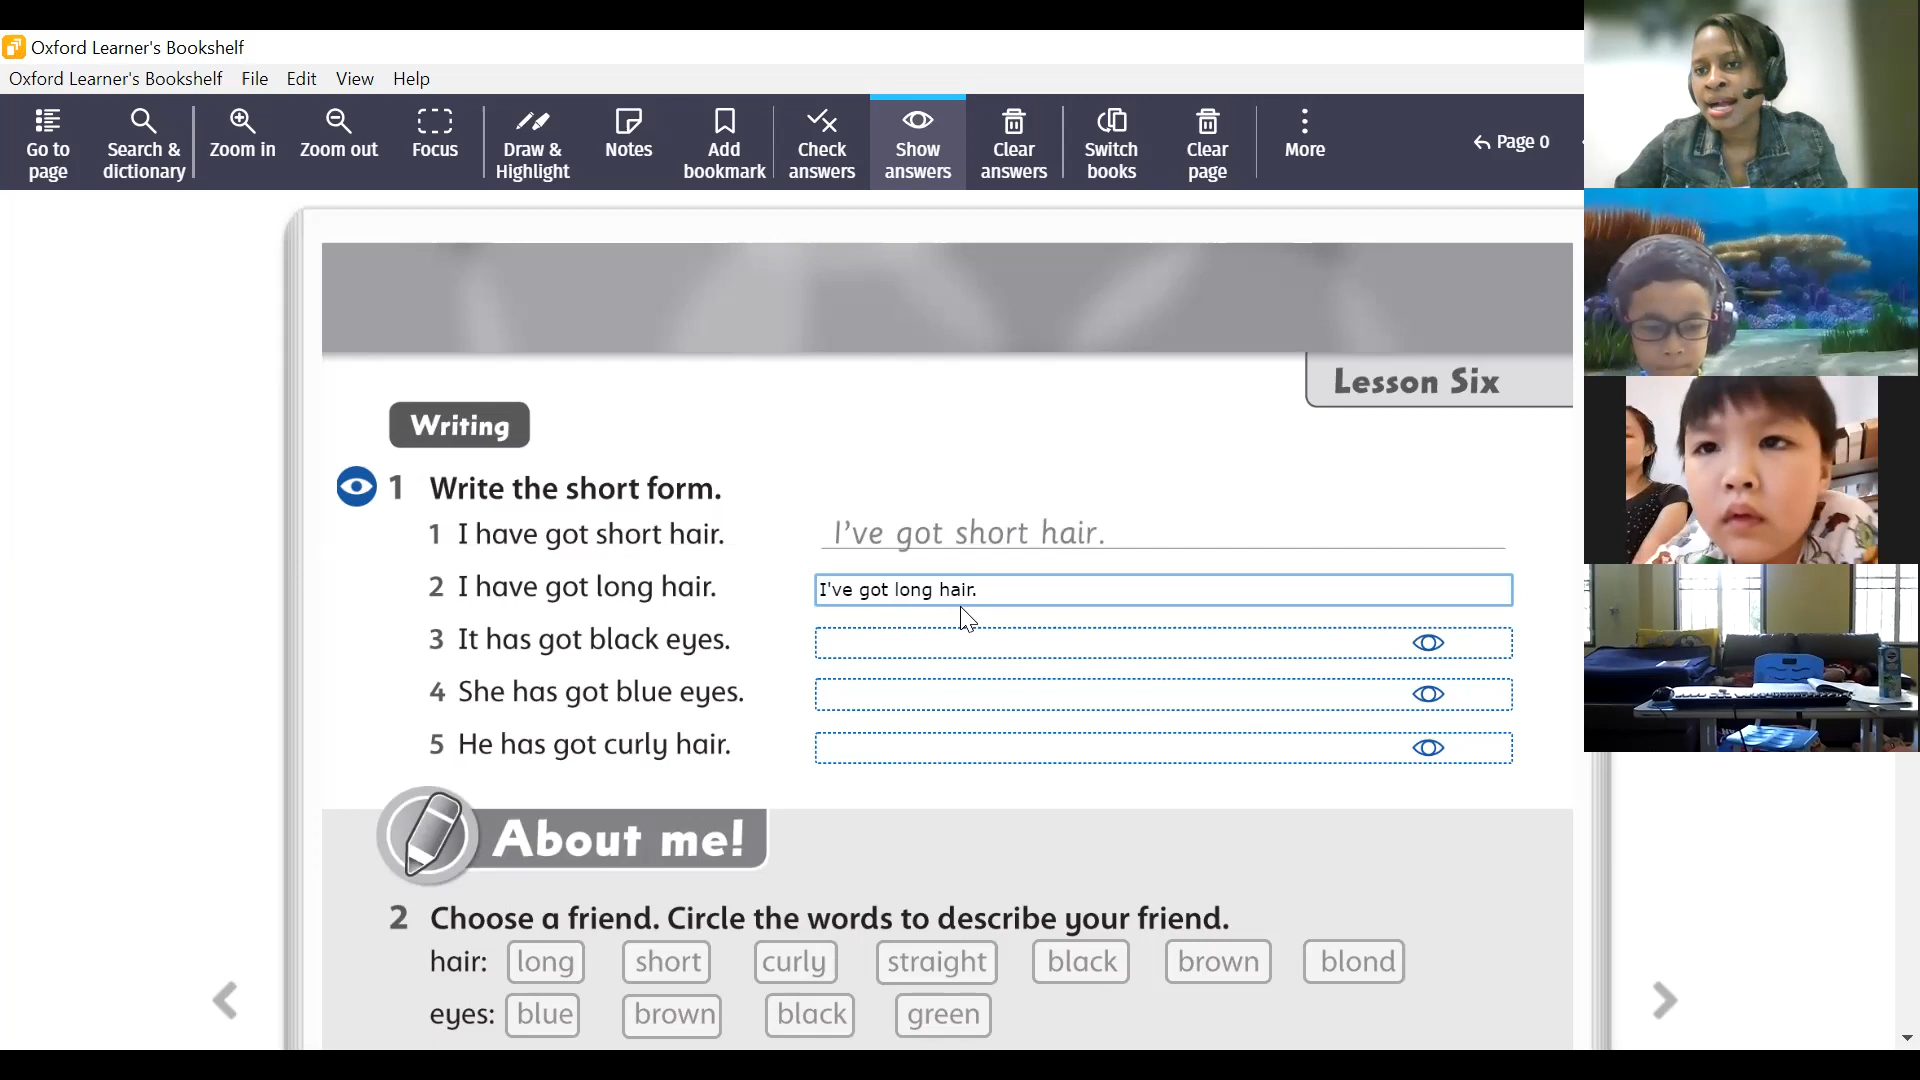 Oxford Learner's Bookshelf
Oxford Learner's Bookshelf File Edit View Help
Go to page
Search & dictionary
Zoom in
Zoom out
Focus
Draw & Highlight
Notes
Add bookmark
Check answers
Show answers
Clear answers
Switch books
Clear page
More
Page 0
Lesson Six
Writing
1 Write the short form.
1 I have got short hair. I've got short hair.
2 I have got long hair. I've got long hair.
3 It has got black eyes.
4 She has got blue eyes.
5 He has got curly hair.
About me!
2 Choose a friend. Circle the words to describe your friend.
hair: long short curly straight black brown blond
eyes: blue brown black green